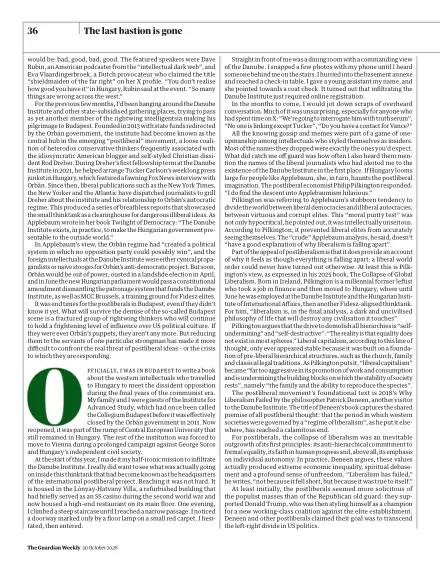 36
The last bastion is gone
would be: bad, good, bad, good. The featured speakers were Dave
Rubin, an American podcaster from the "intellectual dark web", and
Eva Vlaardingerbroek, a Dutch provocateur who claimed the title
"shieldmaiden of the far right" on her X profile. "You don't realise
how good you have it" in Hungary, Rubin said at the event. "So many
things are wrong across the west."
For the previous few months, I'd been hanging around the Danube
Institute and other state-subsidised gathering places, trying to pass
as yet another member of the rightwing intelligentsia making his
pilgrimage to Budapest. Founded in 2013 with state funds redirected
by the Orbán government, the institute had become known as the
central hub in the emerging "postliberal" movement, a loose coali-
tion of heterodox conservative thinkers frequently associated with
the idiosyncratic American blogger and self-styled Christian dissi-
dent Rod Dreher. During Dreher's first fellowship term at the Danube
Institute in 2021, he helped arrange Tucker Carlson's weeklong press
junket in Hungary, which featured a fawning Fox News interview with
Orbán. Since then, liberal publications such as the New York Times,
the New Yorker and the Atlantic have dispatched journalists to grill
Dreher about the institute and his relationship to Orbán's autocratic
regime. This produced a series of breathless reports that showcased
the small thinktank as a clearing house for dangerous illiberal ideas. As
Applebaum wrote in her book Twilight of Democracy: "The Danube
Institute exists, in practice, to make the Hungarian government pre-
sentable to the outside world."
In Applebaum's view, the Orbán regime had "created a political
system in which no opposition party could possibly win", and the
foreign intellectuals at the Danube Institute were either cynical propa-
gandists or naive stooges for Orbán's anti-democratic project. But soon,
Orbán would be out of power, ousted in a landslide election in April,
and in June the new Hungarian parliament would pass a constitutional
amendment dismantling the patronage system that funds the Danube
Institute, as well as MCC Brussels, a training ground for Fidesz elites.
It was end times for the postliberals in Budapest, even if they didn't
know it yet. What will survive the demise of the so-called Budapest
scene is a fractured group of rightwing thinkers who will continue
to hold a frightening level of influence over US political culture. If
they were ever Orbán's puppets, they aren't any more. But reducing
them to the servants of one particular strongman has made it more
difficult to confront the real threat of postliberal ideas – or the crisis
to which they are responding.
OFFICIALLY, I WAS IN BUDAPEST to write a book
about the western intellectuals who travelled
to Hungary to meet the dissident opposition
during the final years of the communist era.
My family and I were guests of the Institute for
Advanced Study, which had once been called
the Collegium Budapest before it was effectively
closed by the Orbán government in 2011. Now
reopened, it was part of the rump of Central European University that
still remained in Hungary. The rest of the institution was forced to
move to Vienna during a prolonged campaign against George Soros
and Hungary's independent civil society.
At the start of this year, I made it my half-ironic mission to infiltrate
the Danube Institute. I really did want to see what was actually going
on inside this thinktank that had become known as the headquarters
of the international postliberal project. Reaching it was not hard. It
is housed in the Lónyay-Hatvany Villa, a refurbished building that
had briefly served as an SS casino during the second world war and
now housed a high-end restaurant on its main floor. One evening,
I climbed a steep staircase until I reached a narrow passage. I noticed
a doorway marked only by a floor lamp on a small red carpet. I hesi-
tated, then entered.
Straight in front of me was a dining room with a commanding view
of the Danube. I snapped a few photos with my phone until I heard
someone behind me on the stairs. I hurried into the basement annexe
and reached a check-in table. I gave a young assistant my name, and
she pointed towards a coat check. It turned out that infiltrating the
Danube Institute just required online registration.
In the months to come, I would jot down scraps of overheard
conversation. Much of it was unsurprising, especially for anyone who
had spent time on X: "We're going to interrogate him with truth serum",
"No one is linking except Tucker", "Do you have a contact for Vance?"
All the knowing gossip and memes were part of a game of one-
upmanship among intellectuals who styled themselves as insiders.
Most of the names they dropped were exactly the ones you'd expect.
What did catch me off guard was how often I also heard them men-
tion the names of the liberal journalists who had alerted me to the
existence of the Danube Institute in the first place. If Hungary looms
large for people like Applebaum, she, in turn, haunts the postliberal
imagination. The postliberal economist Philip Pilkington responded:
"I do find the descent into Applebaumism hilarious."
Pilkington was referring to Applebaum's stubborn tendency to
divide the world between liberal democracies and illiberal autocracies,
between virtuous and corrupt elites. This "moral purity test" was
not only hypocritical, he pointed out, it was intellectually unserious.
According to Pilkington, it prevented liberal elites from accurately
seeing themselves. The "crude" Applebaum analysis, he said, doesn't
"have a good explanation of why liberalism is falling apart".
Part of the appeal of postliberalism is that it does provide an account
of why it feels as though everything is falling apart: a liberal world
order could never have turned out otherwise. At least this is Pilk-
ington's view, as expressed in his 2025 book, The Collapse of Global
Liberalism. Born in Ireland, Pilkington is a millennial former leftist
who took a job in finance and then moved to Hungary, where until
June he was employed at the Danube Institute and the Hungarian Insti-
tute of International Affairs, then another Fidesz-aligned thinktank.
For him, "liberalism is, in the final analysis, a dark and uncivilised
philosophy of life that will destroy any civilisation it touches".
Pilkington argues that the drive to demolish all hierarchies is "self-
undermining" and "self-destructive": "The reality is that equality does
not exist in most spheres." Liberal capitalism, according to this line of
thought, only ever appeared stable because it was built on a founda-
tion of pre-liberal hierarchical structures, such as the church, family
and classical legal traditions. As Pilkington put it, "liberal capitalism"
became "far too aggressive in its promotion of work and consumption
and is undermining the building blocks on which the stability of society
rests", namely "the family and the ability to reproduce the species".
The postliberal movement's foundational text is 2018's Why
Liberalism Failed by the philosopher Patrick Deneen, another visitor
to the Danube Institute. The title of Deneen's book captures the shared
premise of all postliberal thought: that the period in which western
societies were governed by a "regime of liberalism", as he put it else-
where, has reached a calamitous end.
For postliberals, the collapse of liberalism was an inevitable
outgrowth of its first principles: its anti-hierarchical commitment to
formal equality, its faith in human progress and, above all, its emphasis
on individual autonomy. In practice, Deneen argues, these values
actually produced extreme economic inequality, spiritual debase-
ment and a profound sense of unfreedom. "Liberalism has failed,"
he writes, "not because it fell short, but because it was true to itself."
At least initially, the postliberals seemed more solicitous of
the populist masses than of the Republican old guard: they sup-
ported Donald Trump, who was then styling himself as a champion
for a new working-class coalition against the elite establishment.
Deneen and other postliberals claimed their goal was to transcend
the left-right divide in US politics.
The Guardian Weekly 20 October 2026